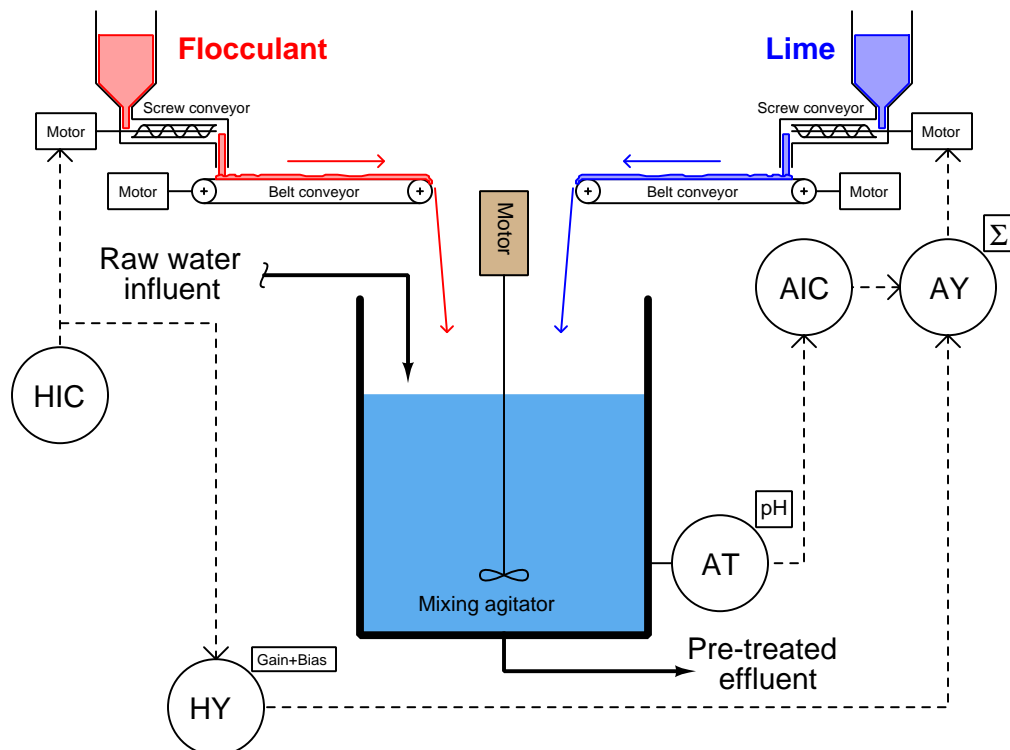 Flocculant
Lime
Screw conveyor
Screw conveyor
Motor
Motor
Motor
+
Belt conveyor
+
+
Belt conveyor
+
Motor
Motor
Σ
Raw water
influent
AIC
AY
HIC
pH
AT
Mixing agitator
Pre-treated
effluent
Gain+Bias
HY